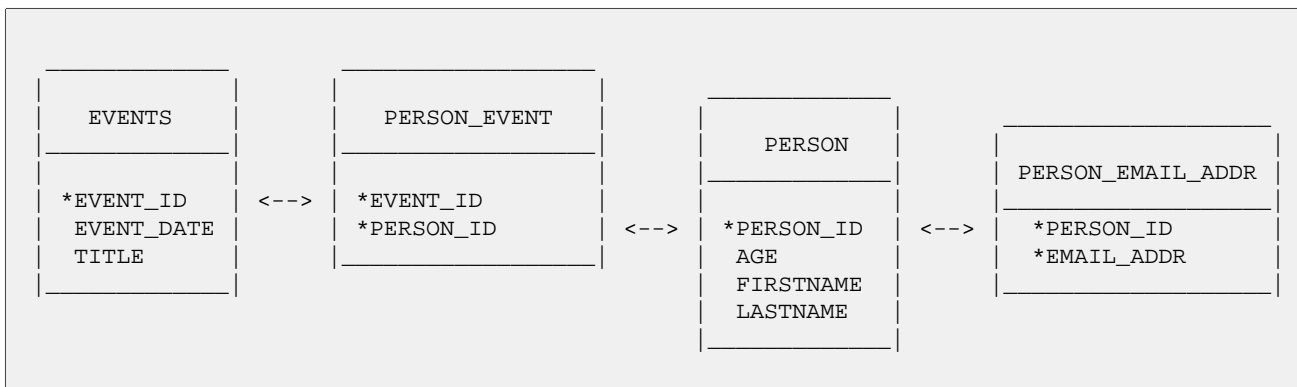 EVENTS
*EVENT_ID
EVENT_DATE
TITLE
<-->
PERSON_EVENT
*EVENT_ID
*PERSON_ID
<-->
PERSON
*PERSON_ID
AGE
FIRSTNAME
LASTNAME
<-->
PERSON_EMAIL_ADDR
*PERSON_ID
*EMAIL_ADDR